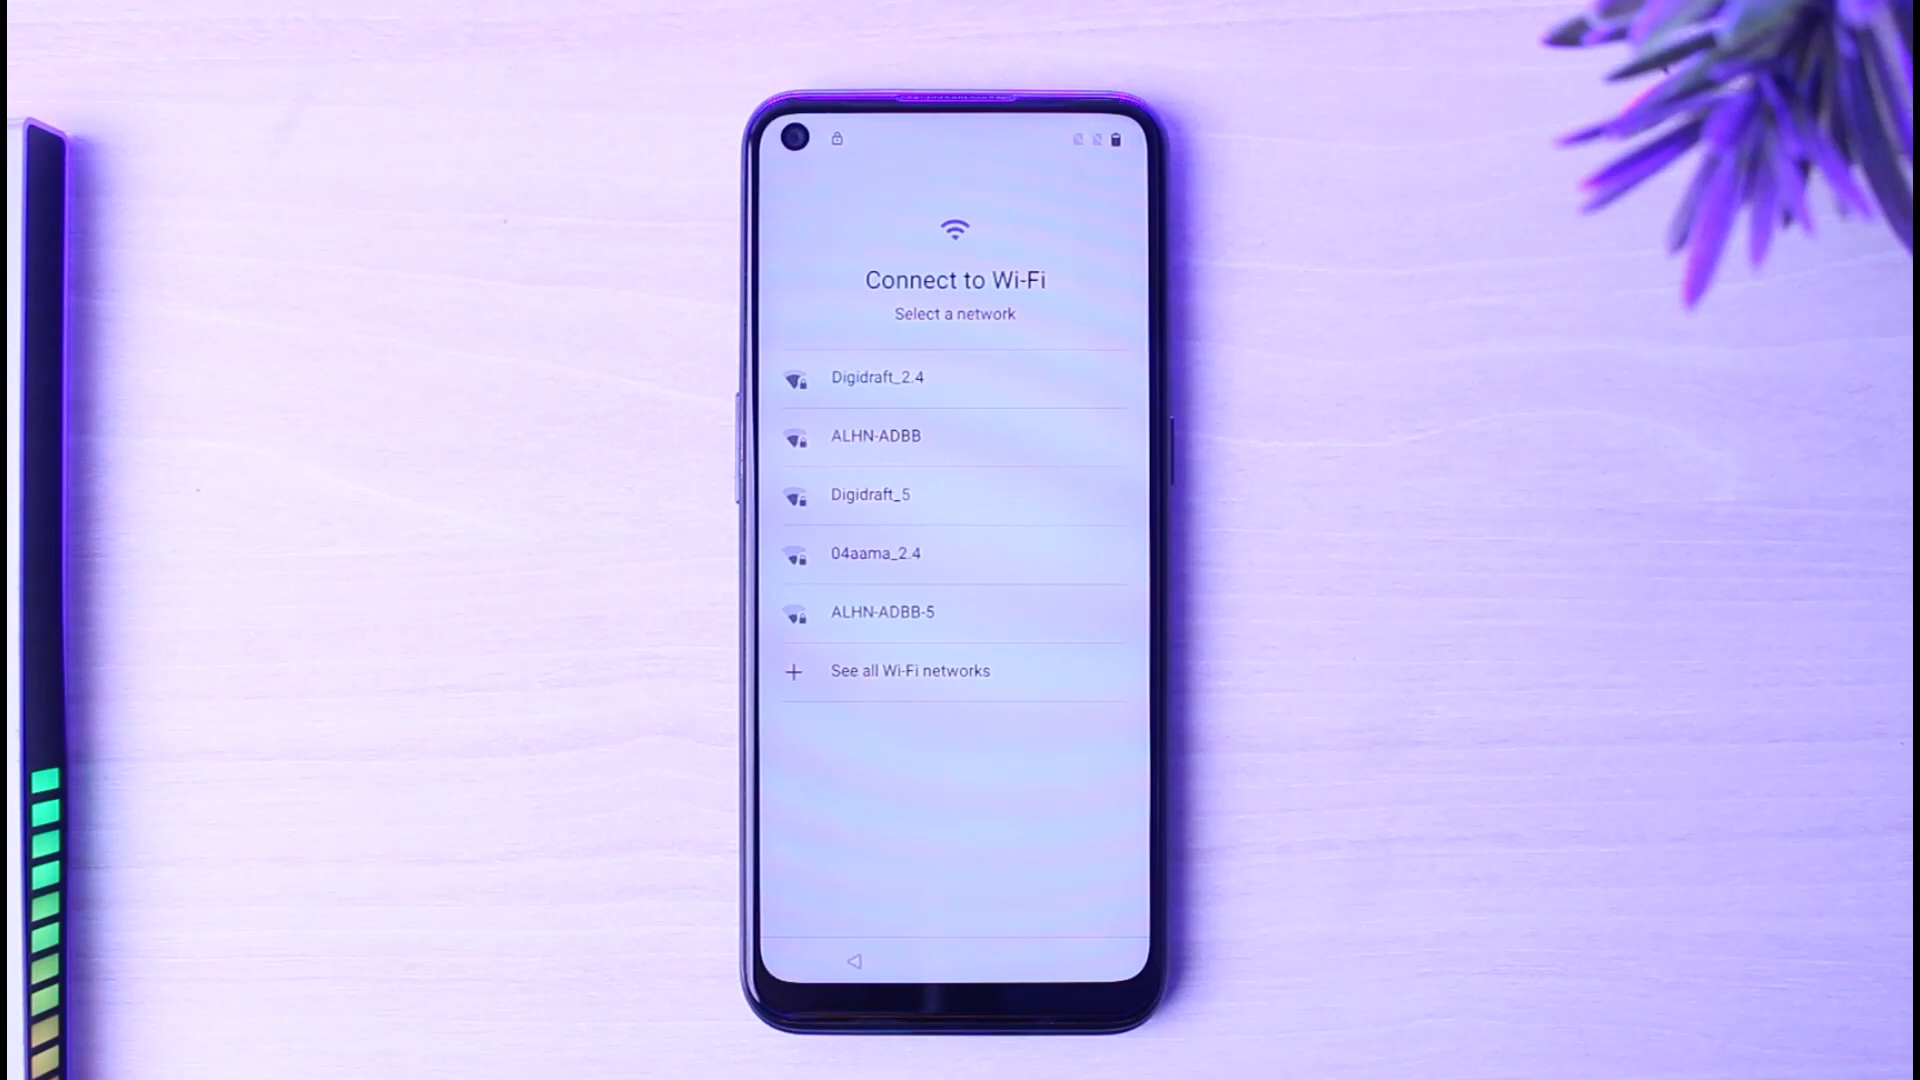 Connect to Wi-Fi
Select a network
Digidraft_2.4
ALHN-ADBB
Digidraft_5
04aama_2.4
ALHN-ADBB-5
See all Wi-Fi networks